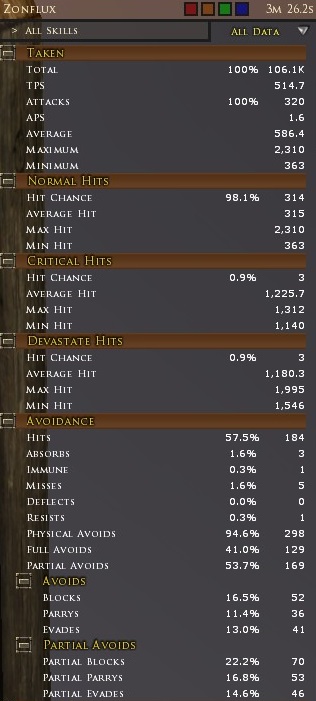 Zonflux 3m 26.2s
> All Skills All Data
Taken
Total 100% 106.1K
TPS 514.7
Attacks 100% 320
APS 1.6
Average 586.4
Maximum 2,310
Minimum 363
Normal Hits
Hit Chance 98.1% 314
Average Hit 315
Max Hit 2,310
Min Hit 363
Critical Hits
Hit Chance 0.9% 3
Average Hit 1,225.7
Max Hit 1,312
Min Hit 1,140
Devastate Hits
Hit Chance 0.9% 3
Average Hit 1,180.3
Max Hit 1,995
Min Hit 1,546
Avoidance
Hits 57.5% 184
Absorbs 1.6% 3
Immune 0.3% 1
Misses 1.6% 5
Deflects 0.0% 0
Resists 0.3% 1
Physical Avoids 94.6% 298
Full Avoids 41.0% 129
Partial Avoids 53.7% 169
Avoids
Blocks 16.5% 52
Parrys 11.4% 36
Evades 13.0% 41
Partial Avoids
Partial Blocks 22.2% 70
Partial Parrys 16.8% 53
Partial Evades 14.6% 46